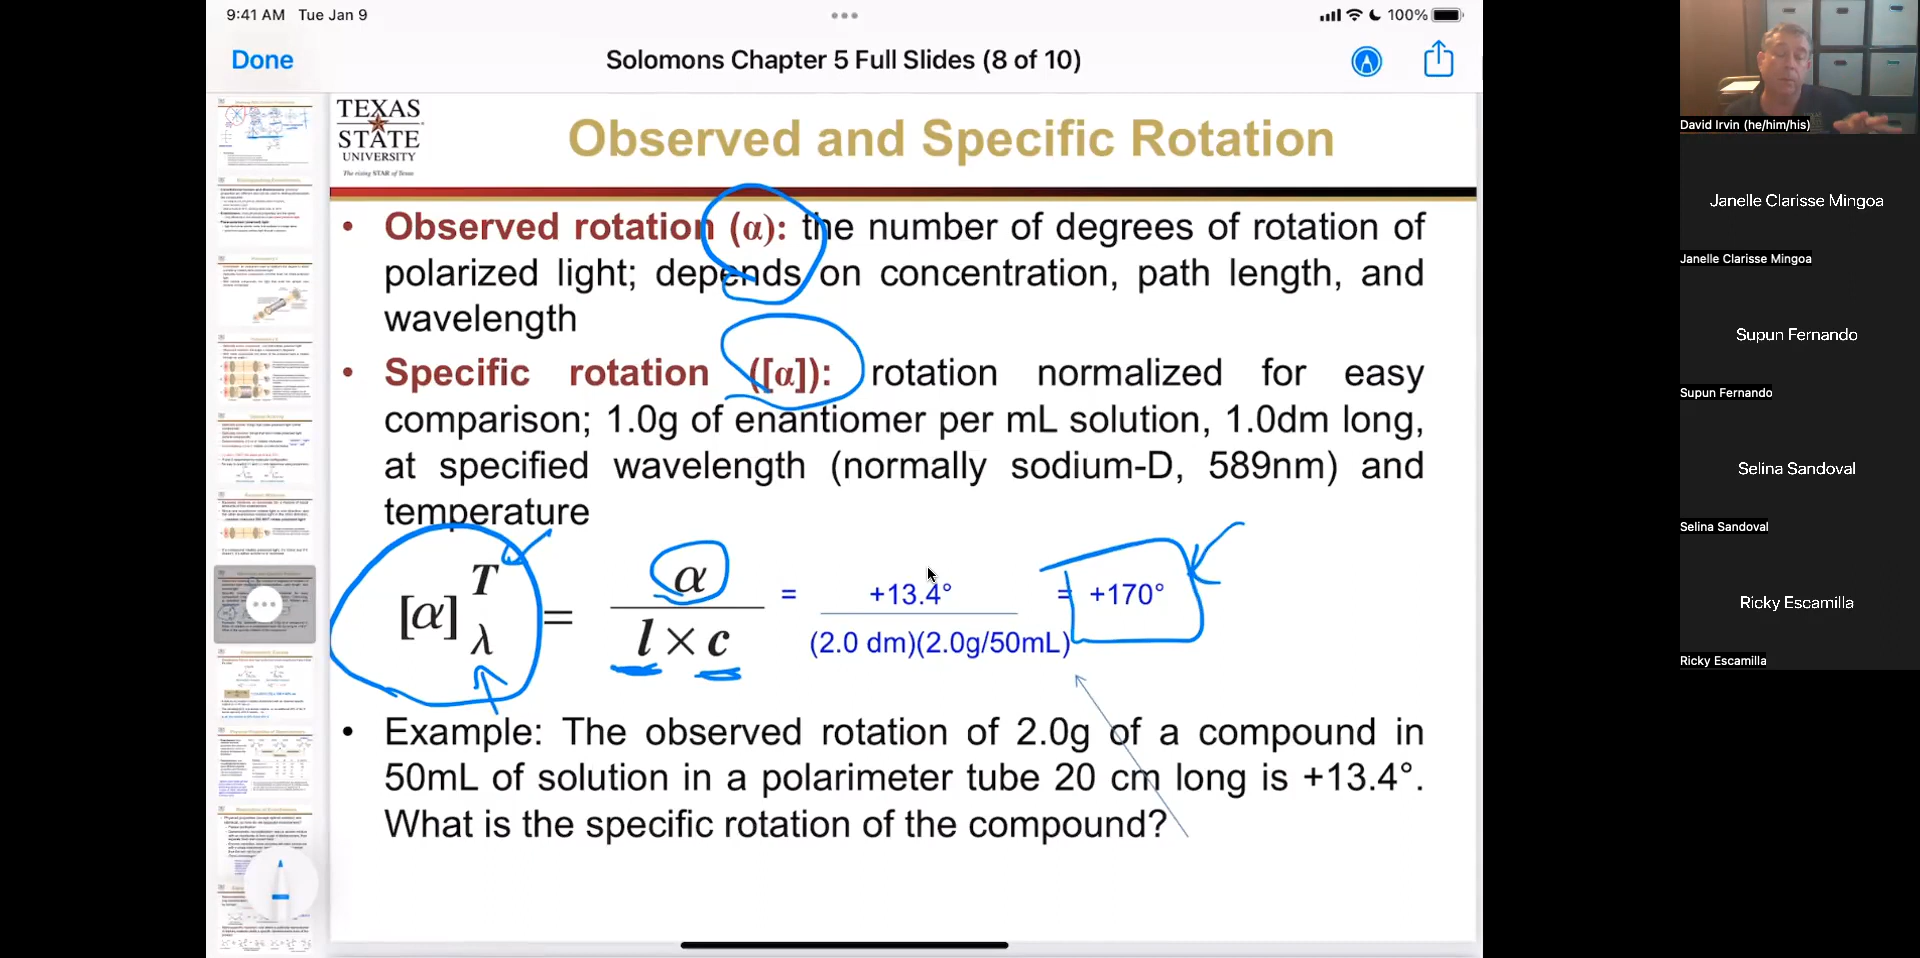 9:41 AM Tue Jan 9
100%
Done
Solomons Chapter 5 Full Slides (8 of 10)
TEXAS
STATE
UNIVERSITY
The rising STAR of Texas
Observed and Specific Rotation
• Observed rotation (α): the number of degrees of rotation of
polarized light; depends on concentration, path length, and
wavelength
• Specific rotation ([α]): rotation normalized for easy
comparison; 1.0g of enantiomer per mL solution, 1.0dm long,
at specified wavelength (normally sodium-D, 589nm) and
temperature
[α]^T_λ = α / (l × c) = +13.4° / (2.0 dm)(2.0g/50mL) = +170°
• Example: The observed rotation of 2.0g of a compound in
50mL of solution in a polarimeter tube 20 cm long is +13.4°.
What is the specific rotation of the compound?
David Irvin (he/him/his)
Janelle Clarisse Mingoa
Janelle Clarisse Mingoa
Supun Fernando
Supun Fernando
Selina Sandoval
Selina Sandoval
Ricky Escamilla
Ricky Escamilla